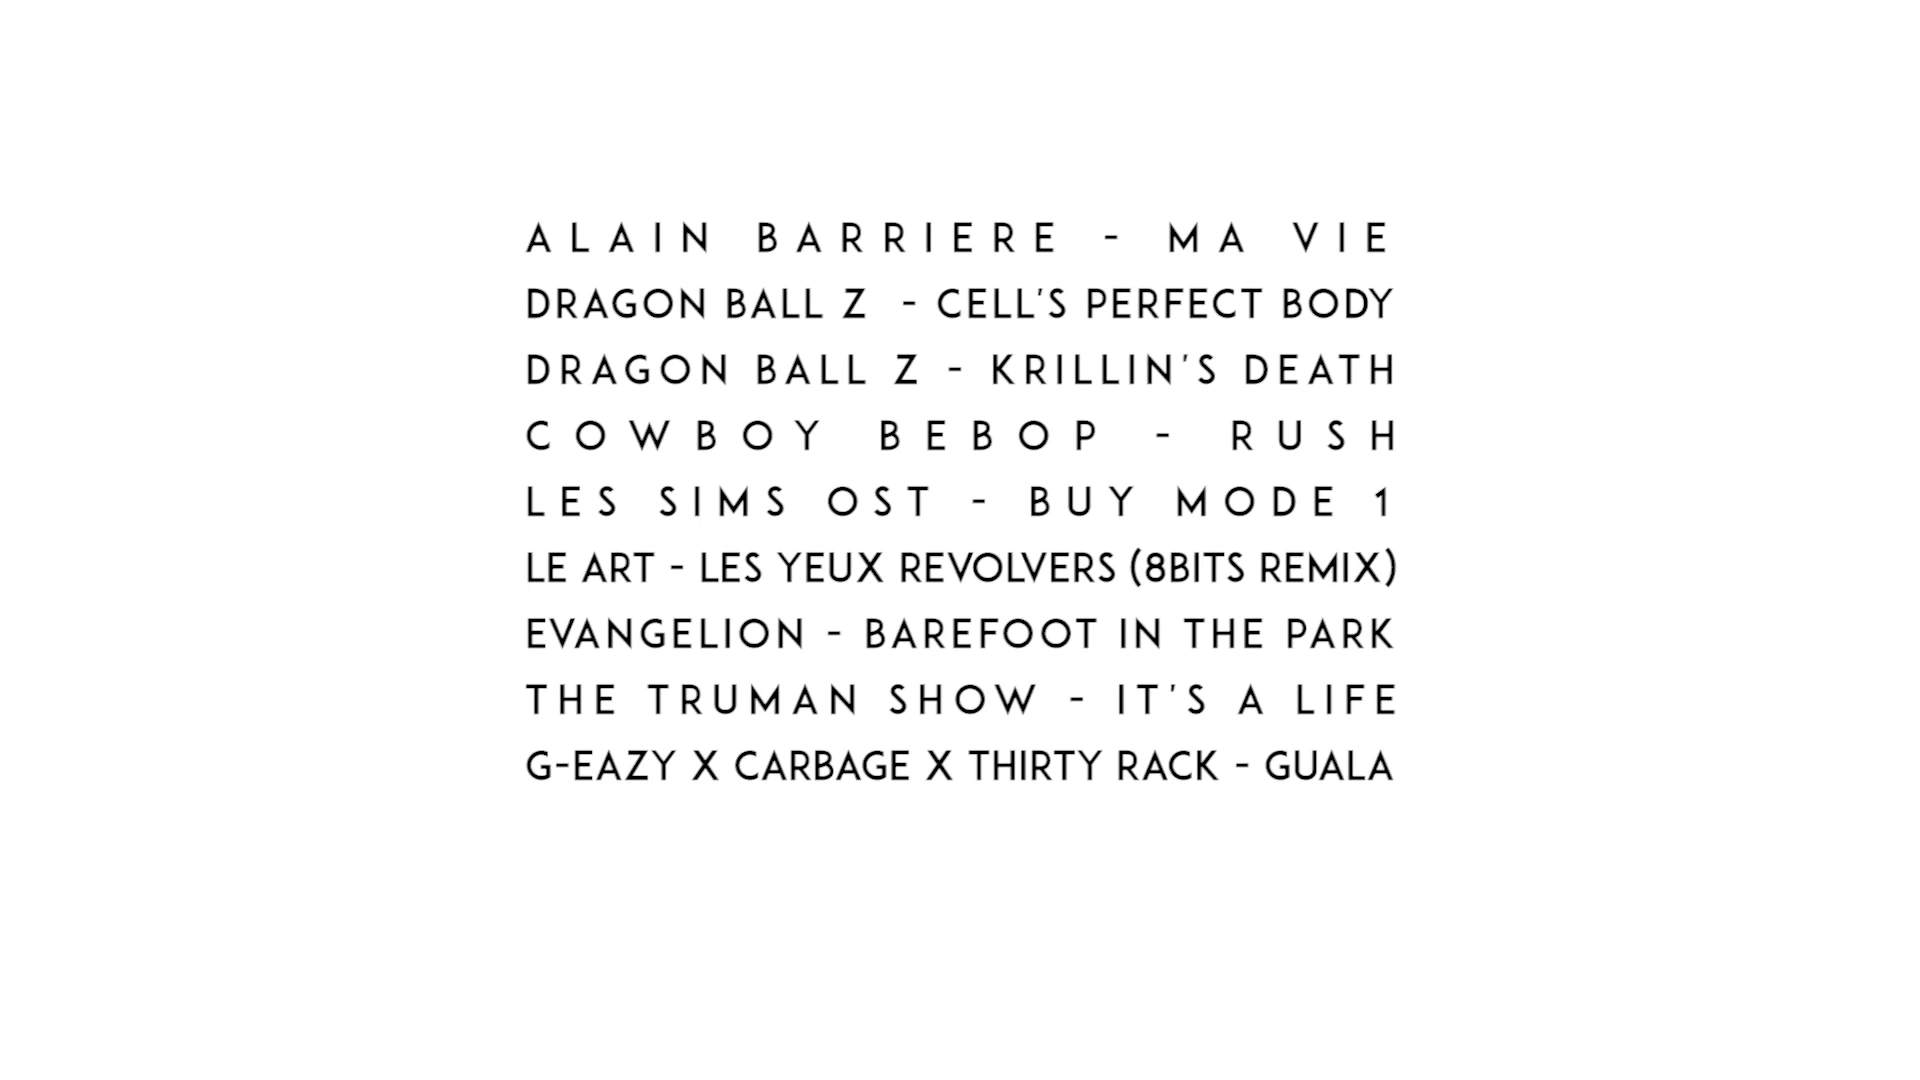 ALAIN BARRIERE - MA VIE
DRAGON BALL Z - CELL'S PERFECT BODY
DRAGON BALL Z - KRILLIN'S DEATH
COWBOY BEBOP - RUSH
LES SIMS OST - BUY MODE 1
LE ART - LES YEUX REVOLVERS (8BITS REMIX)
EVANGELION - BAREFOOT IN THE PARK
THE TRUMAN SHOW - IT'S A LIFE
G-EAZY X CARBAGE X THIRTY RACK - GUALA